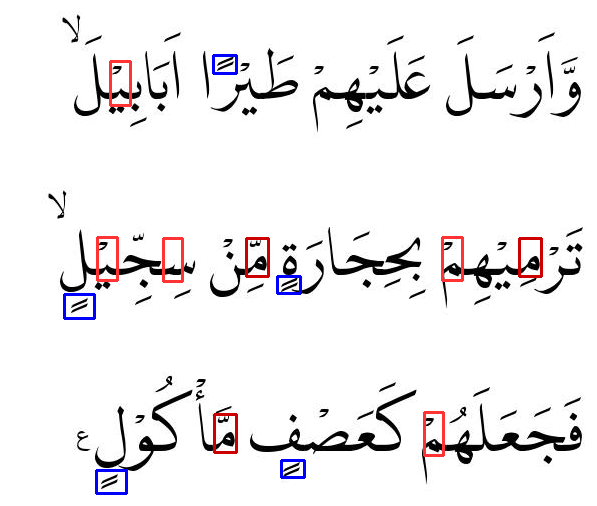 وَّاَرْسَلَ عَلَيْهِمْ طَيْرًا اَبَابِيْلَۙ
تَرْمِيْهِمْ بِحِجَارَةٍ مِّنْ سِجِّيْلٍۙ
فَجَعَلَهُمْ كَعَصْفٍ مَّأْكُوْلٍ ع